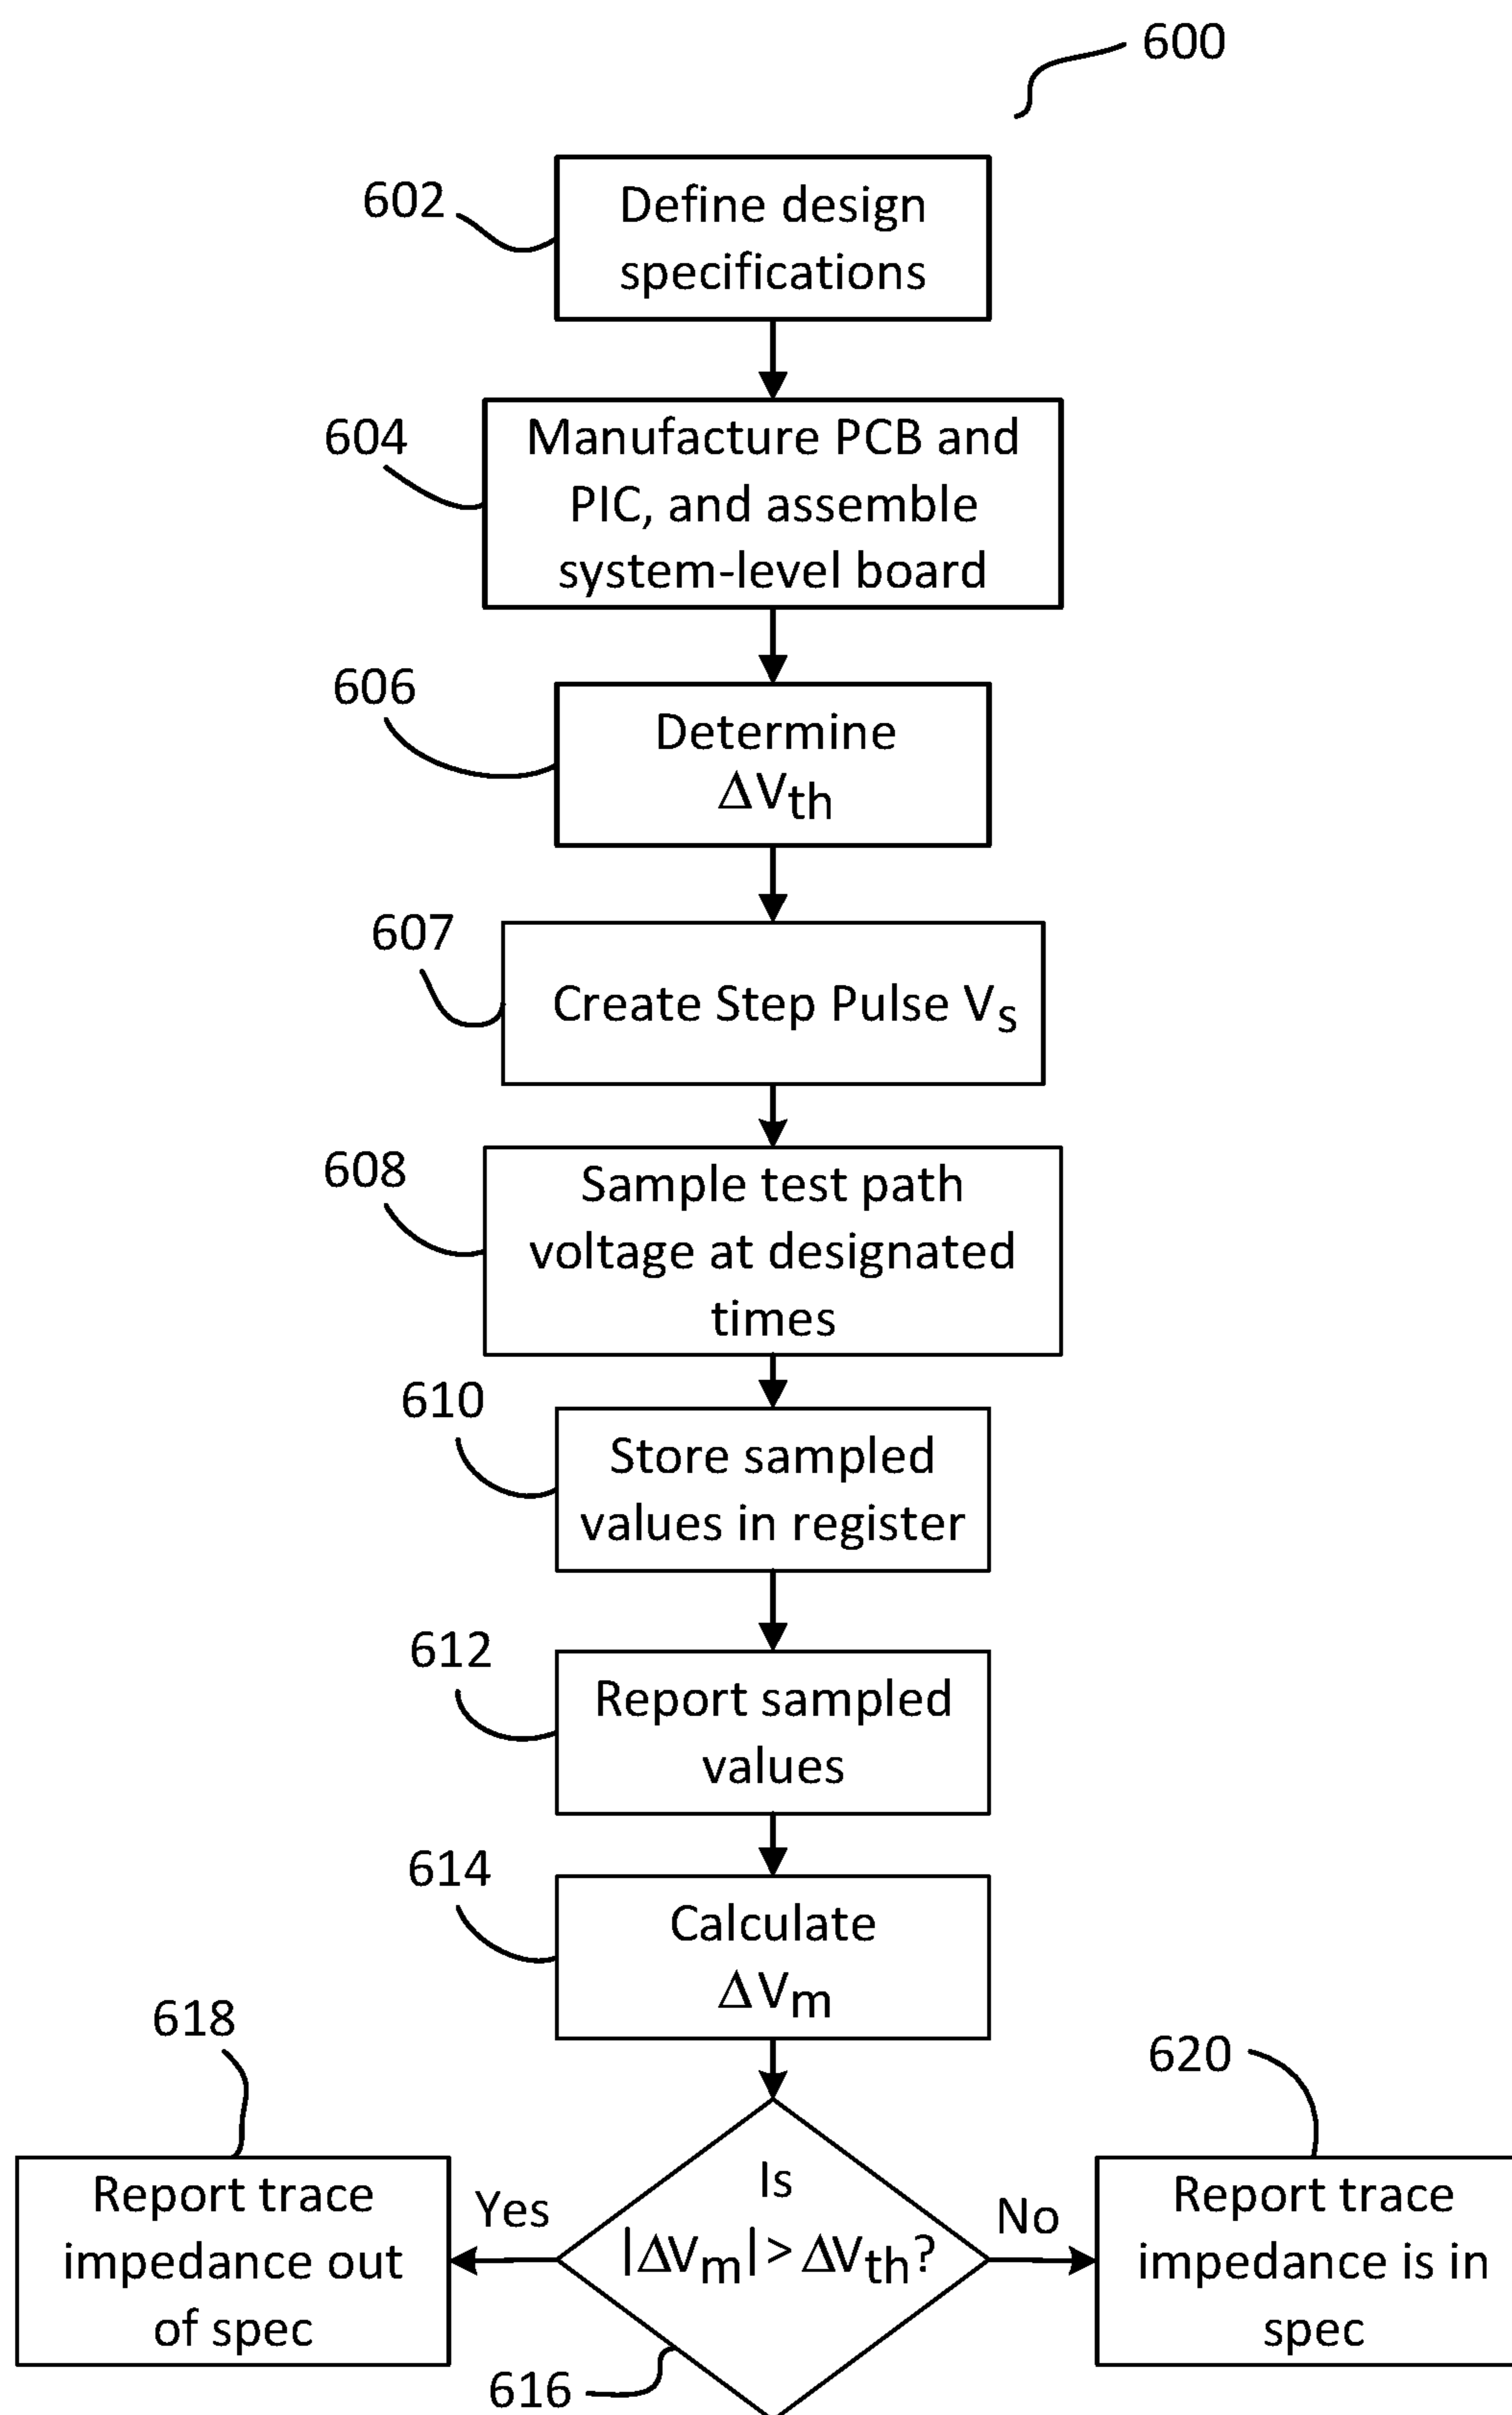 600
602
Define design
specifications
604
Manufacture PCB and
PIC, and assemble
system-level board
606
Determine
ΔVth
607
Create Step Pulse Vs
608
Sample test path
voltage at designated
times
610
Store sampled
values in register
612
Report sampled
values
614
Calculate
ΔVm
618
620
Report trace
impedance out
of spec
Yes
Is
|ΔVm|> ΔVth?
No
Report trace
impedance is in
spec
616